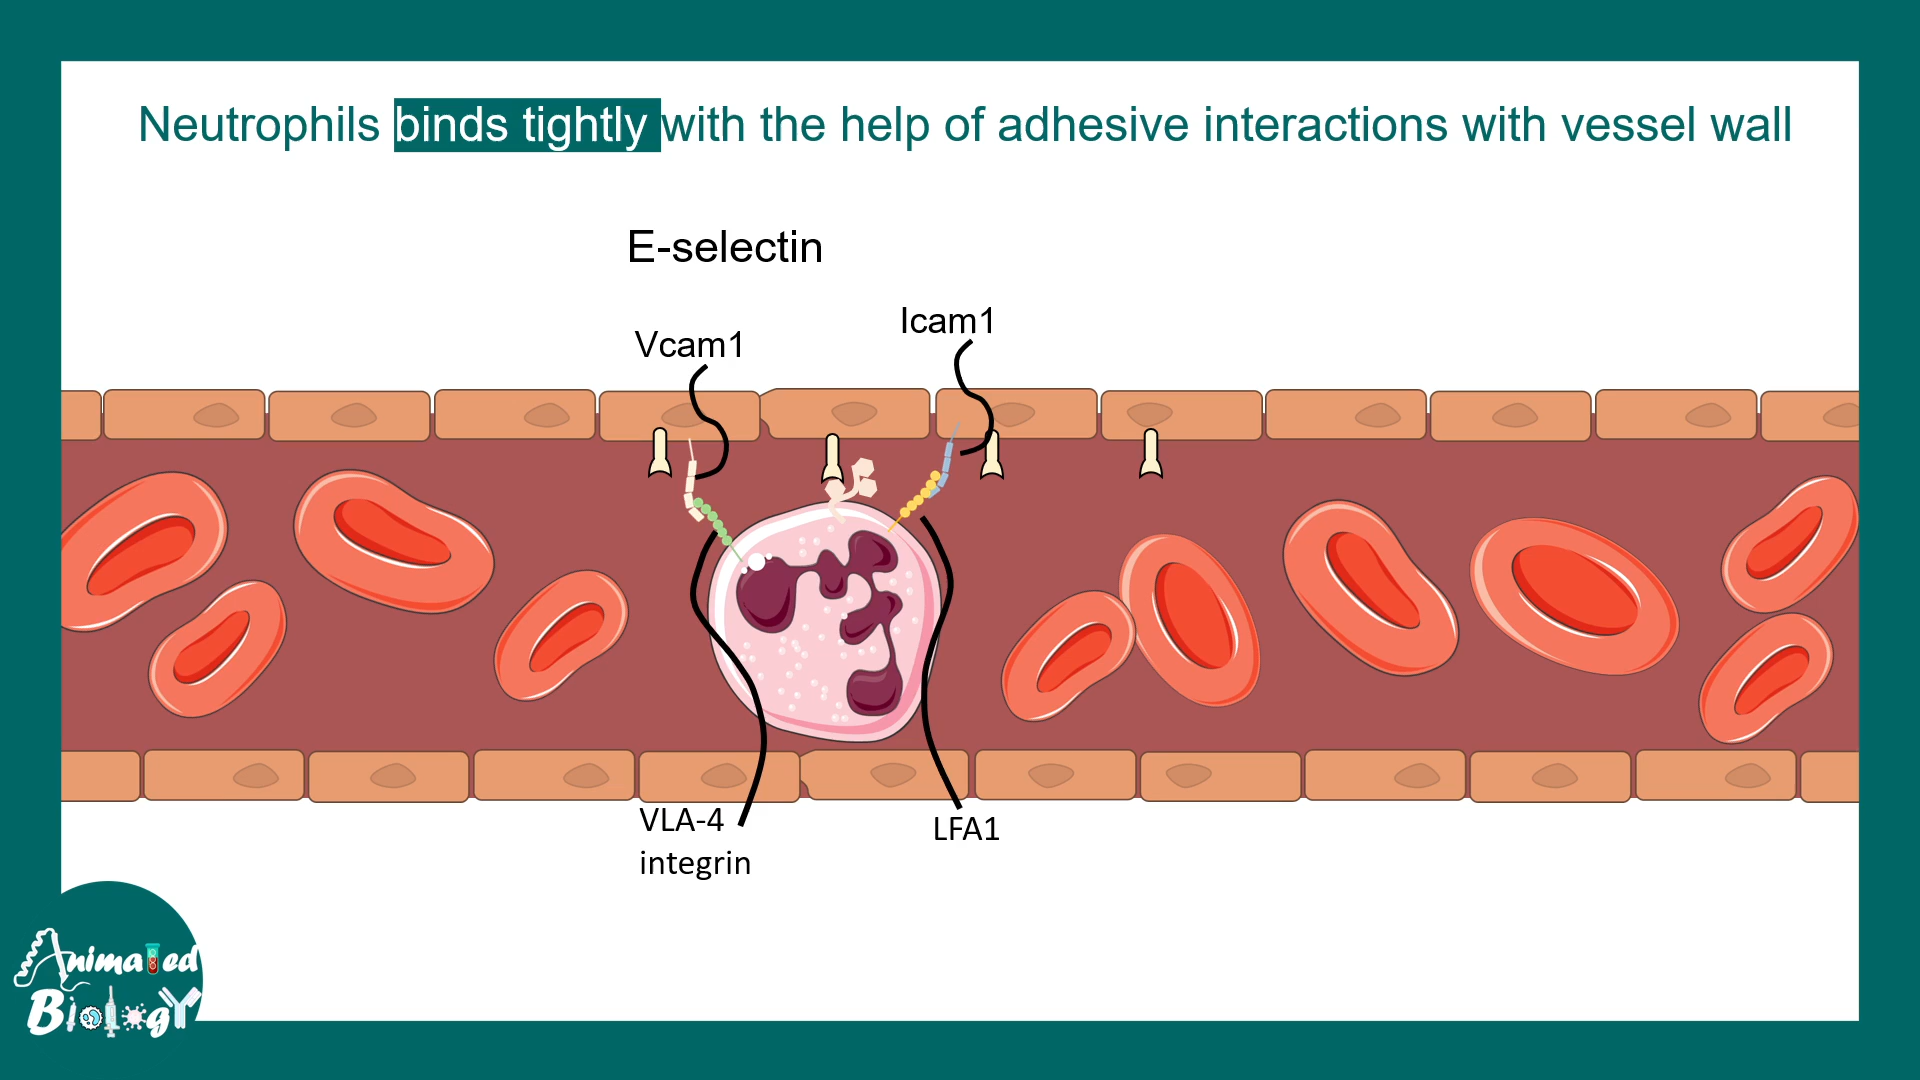 Neutrophils binds tightly with the help of adhesive interactions with vessel wall
E-selectin
Icam1
Vcam1
VLA-4
integrin
LFA1
Animated
Biology